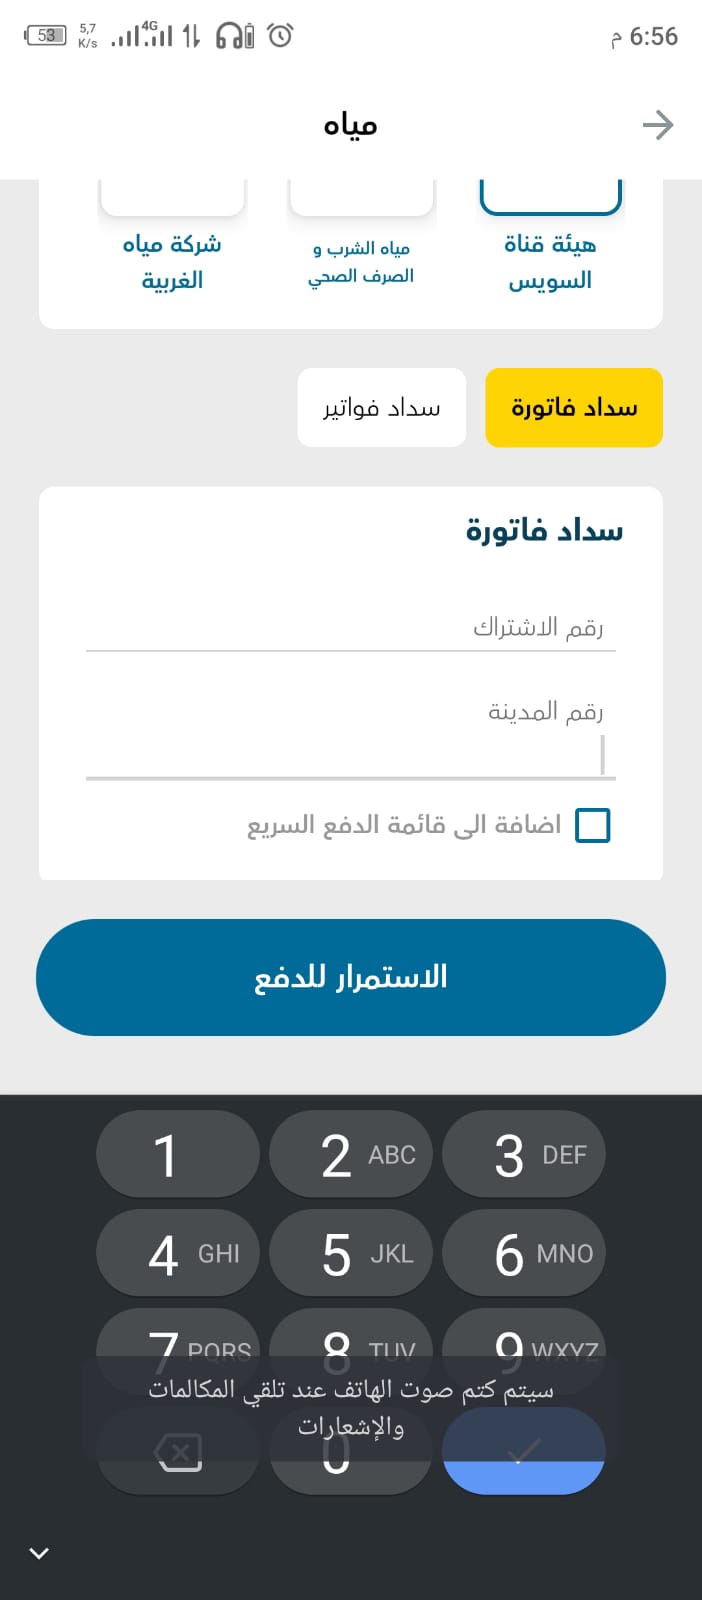 53 5,7 K/s 4G 6:56 م
مياه
هيئة قناة السويس
مياه الشرب و الصرف الصحي
شركة مياه الغربية
سداد فاتورة
سداد فواتير
سداد فاتورة
رقم الاشتراك
رقم المدينة
اضافة الى قائمة الدفع السريع
الاستمرار للدفع
1 2 ABC 3 DEF
4 GHI 5 JKL 6 MNO
7 PQRS 8 TUV 9 WXYZ
سيتم كتم صوت الهاتف عند تلقي المكالمات
والإشعارات
0